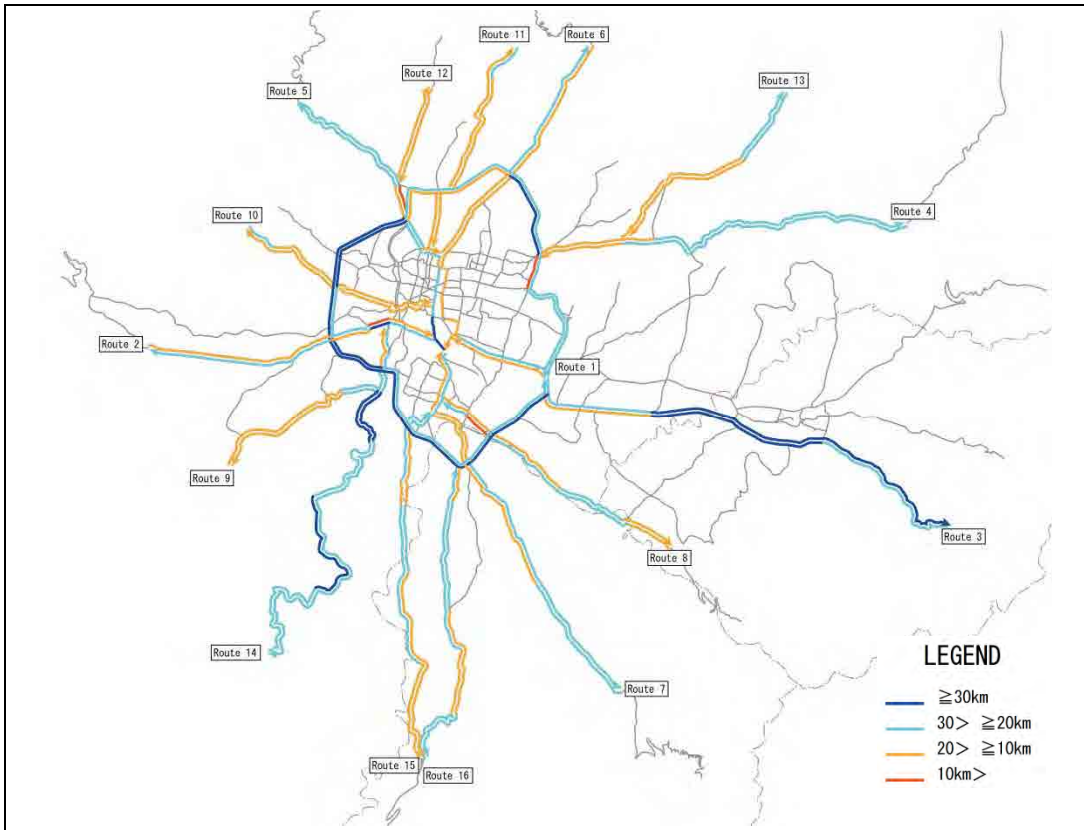 Route 11
Route 6
Route 12
Route 13
Route 5
Route 4
Route 10
Route 2
Route 1
Route 9
Route 3
Route 8
Route 14
Route 7
Route 15
Route 16
LEGEND
≧30km
30＞ ≧20km
20＞ ≧10km
10km＞